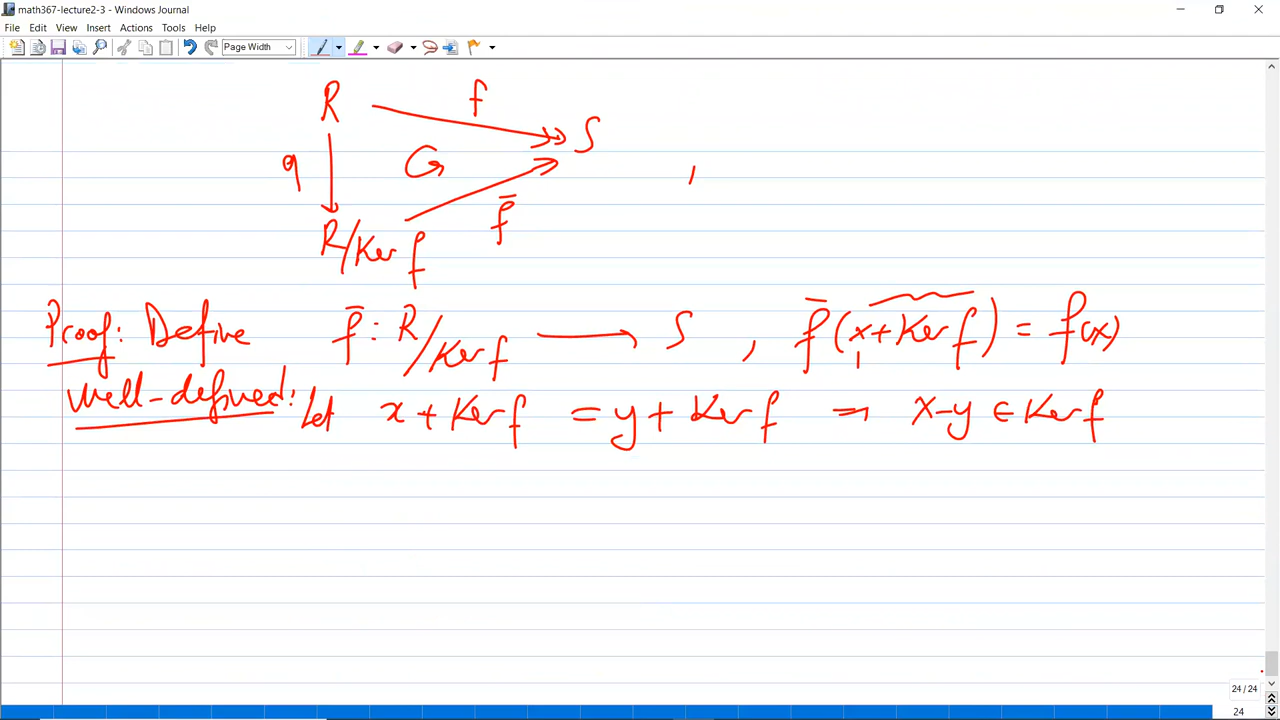 math367-lecture2-3 - Windows Journal
File Edit View Insert Actions Tools Help
Page Width
R f S
q
R/Ker f f̄
,
Proof: Define f̄ : R/Ker f ⟶ S , f̄(x+Ker f) = f(x)
Well-defined: Let x + Ker f = y + Ker f ⇒ x-y ∈ Ker f
24 / 24
24